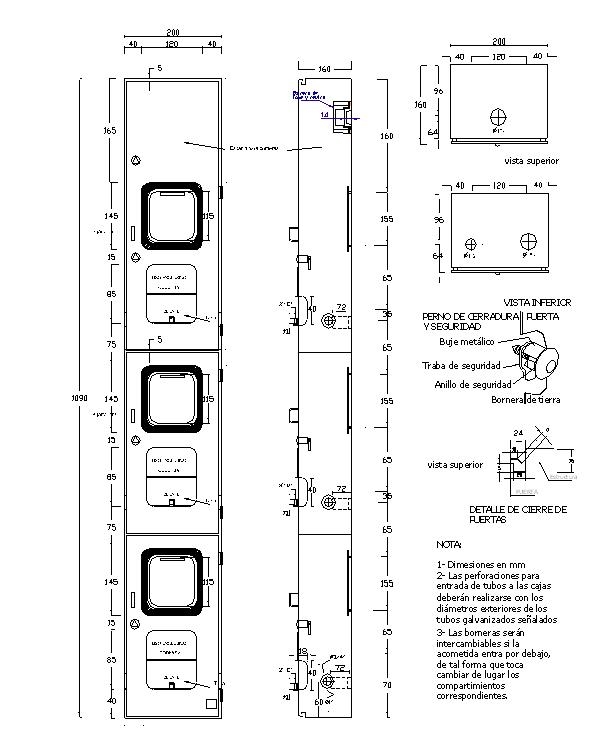 200
40 120 40
5
165
145
115
15
85
75
5
1090
145
115
15
85
75
145
15
85
40
160
14
160
155
65
72
40
36
65
155
65
72
40
36
65
155
18
72
40
60
70
200
40 120 40
96
160
64
vista superior
40 120 40
96
64
VISTA INFERIOR
PERNO DE CERRADURA PUERTA
Y SEGURIDAD
Buje metálico
Traba de seguridad
Anillo de seguridad
Bornera de tierra
24
vista superior
PUERTA
DETALLE DE CIERRE DE
PUERTAS
NOTA:
1- Dimesiones en mm
2- Las perforaciones para
entrada de tubos a las cajas
deberán realizarse con los
diámetros exteriores de los
tubos galvanizados señalados
3- Las borneras serán
intercambiables si la
acometida entra por debajo,
de tal forma que toca
cambiar de lugar los
compartimientos
correspondientes.